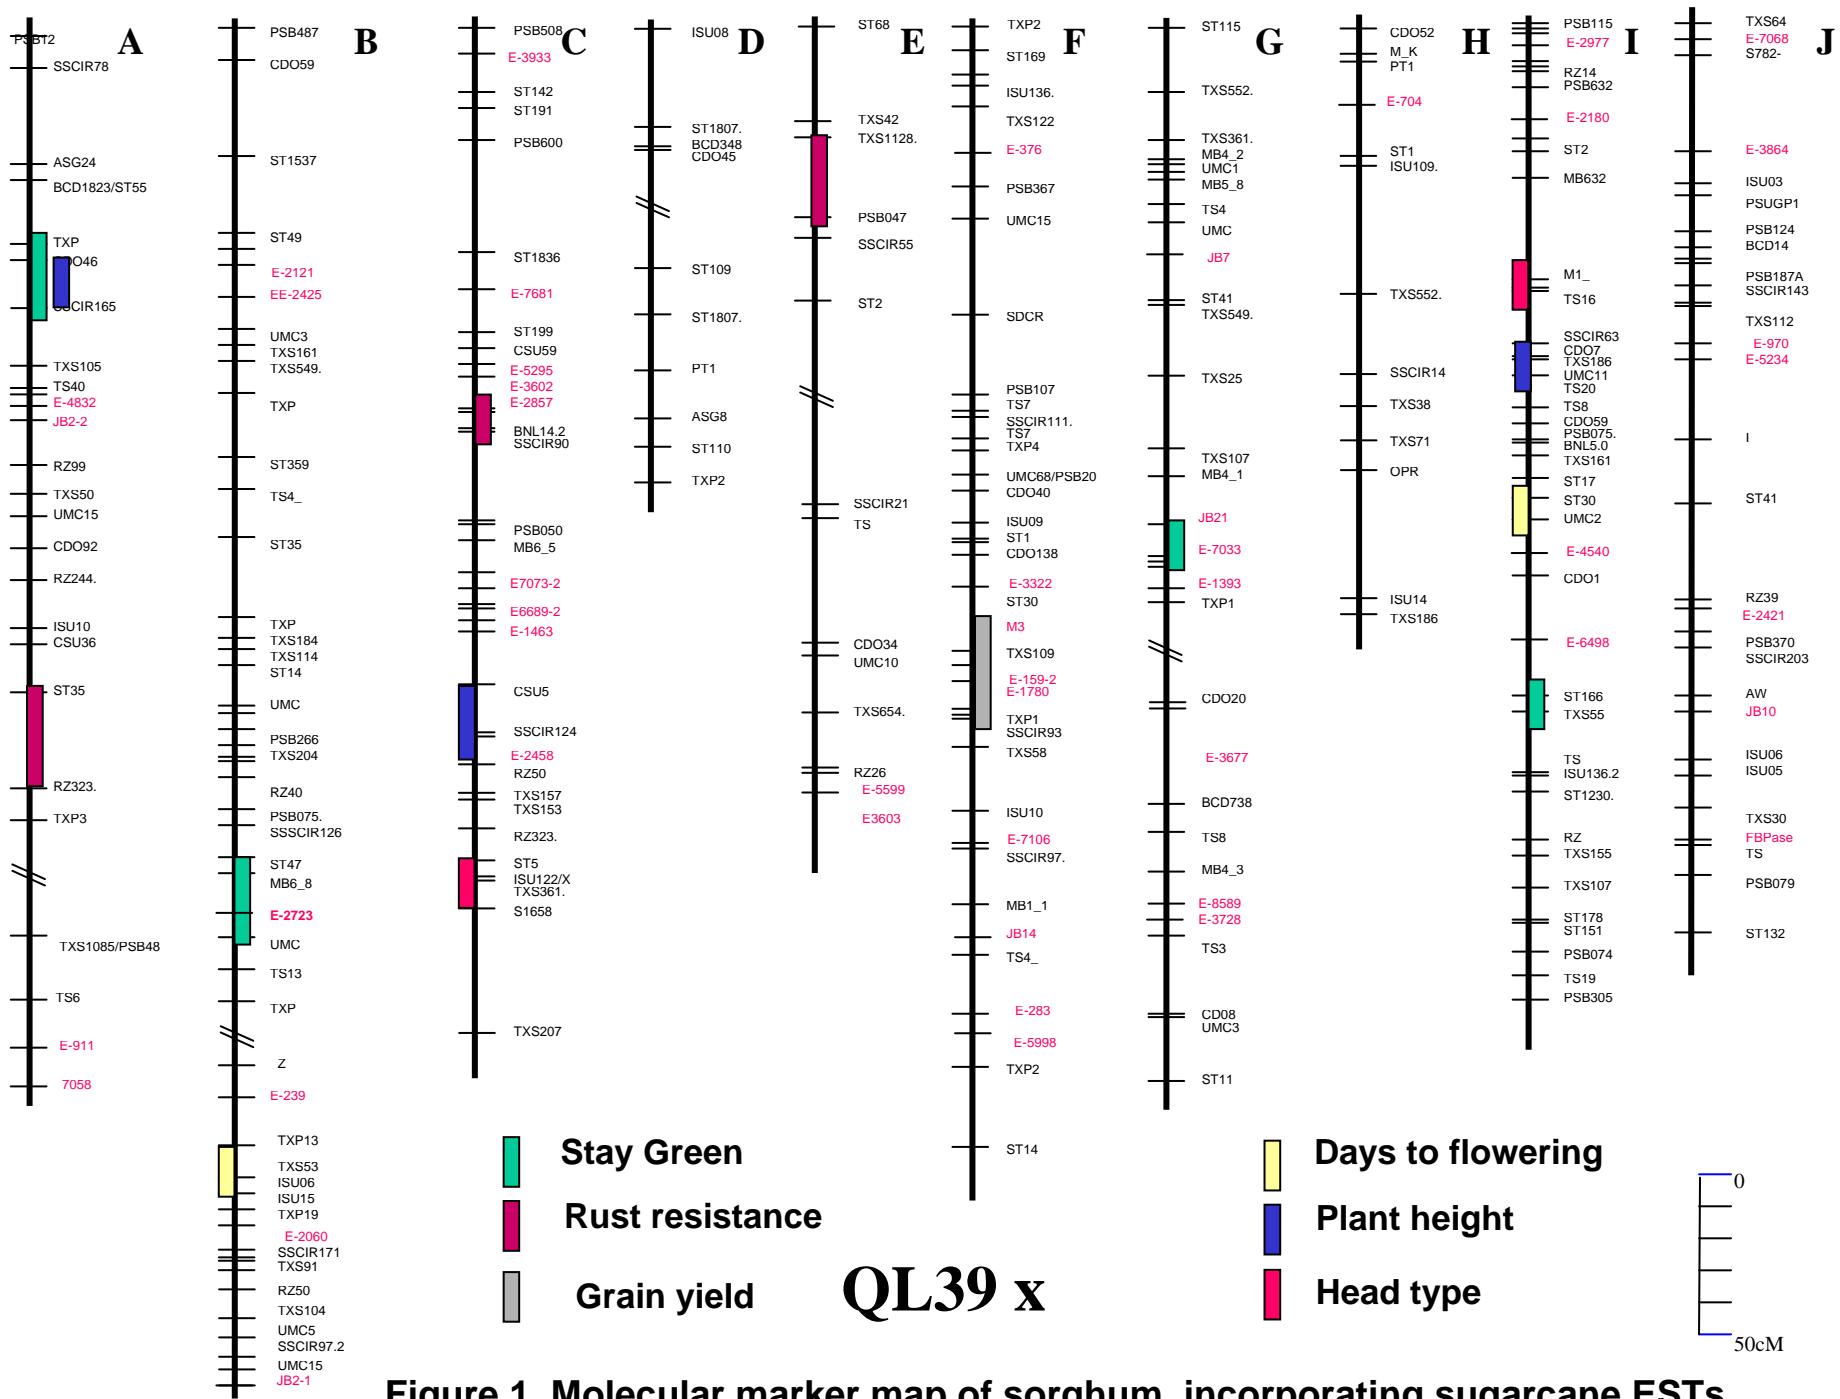 A
PSBT2
SSCIR78
ASG24
BCD1823/ST55
TXP
CDO46
SSCIR165
TXS105
TS40
E-4832
JB2-2
RZ99
TXS50
UMC15
CDO92
RZ244.
ISU10
CSU36
ST35
RZ323.
TXP3
TXS1085/PSB48
TS6
E-911
7058
B
PSB487
CDO59
ST1537
ST49
E-2121
EE-2425
UMC3
TXS161
TXS549.
TXP
ST359
TS4_
ST35
TXP
TXS184
TXS114
ST14
UMC
PSB266
TXS204
RZ40
PSB075.
SSSCIR126
ST47
MB6_8
E-2723
UMC
TS13
TXP
Z
E-239
TXP13
TXS53
ISU06
ISU15
TXP19
E-2060
SSCIR171
TXS91
RZ50
TXS104
UMC5
SSCIR97.2
UMC15
JB2-1
C
PSB508
E-3933
ST142
ST191
PSB600
ST1836
E-7681
ST199
CSU59
E-5295
E-3602
E-2857
BNL14.2
SSCIR90
PSB050
MB6_5
E7073-2
E6689-2
E-1463
CSU5
SSCIR124
E-2458
RZ50
TXS157
TXS153
RZ323.
ST5
ISU122/X
TXS361.
S1658
TXS207
D
ISU08
ST1807.
BCD348
CDO45
ST109
ST1807.
PT1
ASG8
ST110
TXP2
E
ST68
TXS42
TXS1128.
PSB047
SSCIR55
ST2
SSCIR21
TS
CDO34
UMC10
TXS654.
RZ26
E-5599
E3603
F
TXP2
ST169
ISU136.
TXS122
E-376
PSB367
UMC15
SDCR
PSB107
TS7
SSCIR111.
TS7
TXP4
UMC68/PSB20
CDO40
ISU09
ST1
CDO138
E-3322
ST30
M3
TXS109
E-159-2
E-1780
TXP1
SSCIR93
TXS58
ISU10
E-7106
SSCIR97.
MB1_1
JB14
TS4_
E-283
E-5998
TXP2
ST14
G
ST115
TXS552.
TXS361.
MB4_2
UMC1
MB5_8
TS4
UMC
JB7
ST41
TXS549.
TXS25
TXS107
MB4_1
JB21
E-7033
E-1393
TXP1
CDO20
E-3677
BCD738
TS8
MB4_3
E-8589
E-3728
TS3
CD08
UMC3
ST11
H
CDO52
M_K
PT1
E-704
ST1
ISU109.
TXS552.
SSCIR14
TXS38
TXS71
OPR
ISU14
TXS186
I
PSB115
E-2977
RZ14
PSB632
E-2180
ST2
MB632
M1_
TS16
SSCIR63
CDO7
TXS186
UMC11
TS20
TS8
CDO59
PSB075.
BNL5.0
TXS161
ST17
ST30
UMC2
E-4540
CDO1
E-6498
ST166
TXS55
TS
ISU136.2
ST1230.
RZ
TXS155
TXS107
ST178
ST151
PSB074
TS19
PSB305
J
TXS64
E-7068
S782-
E-3864
ISU03
PSUGP1
PSB124
BCD14
PSB187A
SSCIR143
TXS112
E-970
E-5234
I
ST41
RZ39
E-2421
PSB370
SSCIR203
AW
JB10
ISU06
ISU05
TXS30
FBPase
TS
PSB079
ST132
Stay Green
Rust resistance
Grain yield
QL39 x
Days to flowering
Plant height
Head type
0
50cM
Figure 1. Molecular marker map of sorghum, incorporating sugarcane ESTs